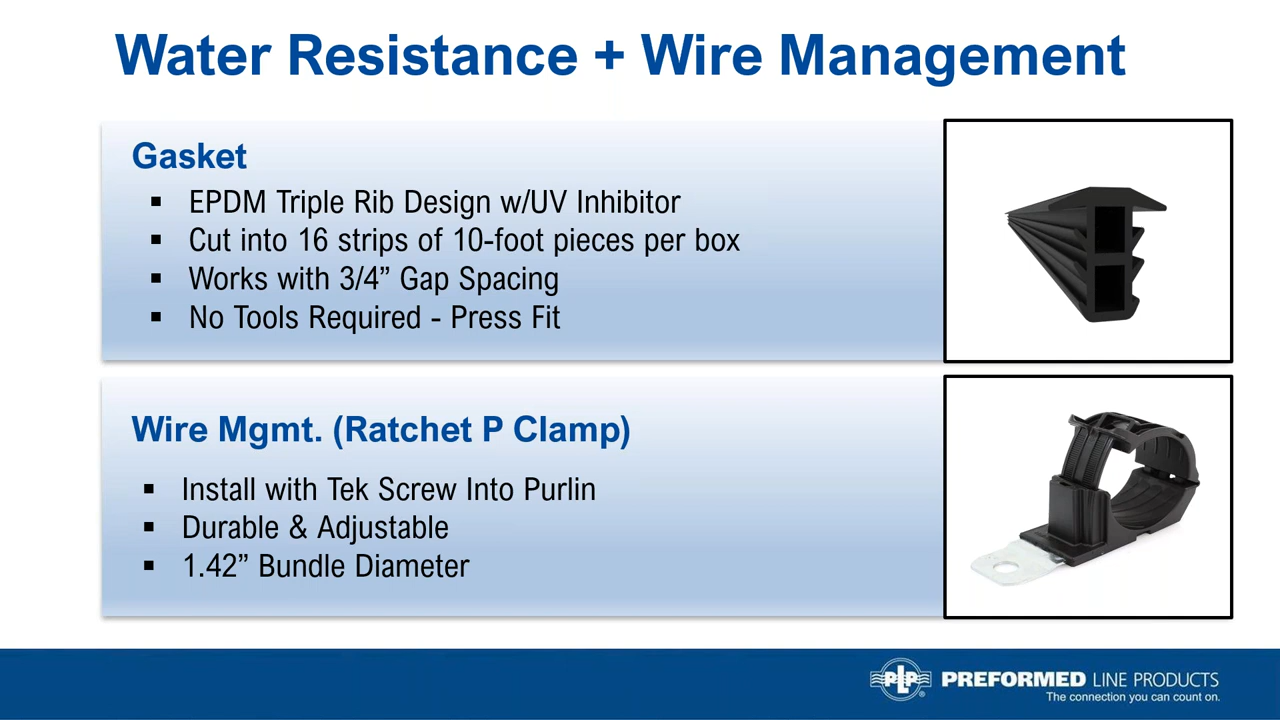 Water Resistance + Wire Management
Gasket
▪ EPDM Triple Rib Design w/UV Inhibitor
▪ Cut into 16 strips of 10-foot pieces per box
▪ Works with 3/4” Gap Spacing
▪ No Tools Required - Press Fit
Wire Mgmt. (Ratchet P Clamp)
▪ Install with Tek Screw Into Purlin
▪ Durable & Adjustable
▪ 1.42” Bundle Diameter
PLP®
PREFORMED LINE PRODUCTS
The connection you can count on.